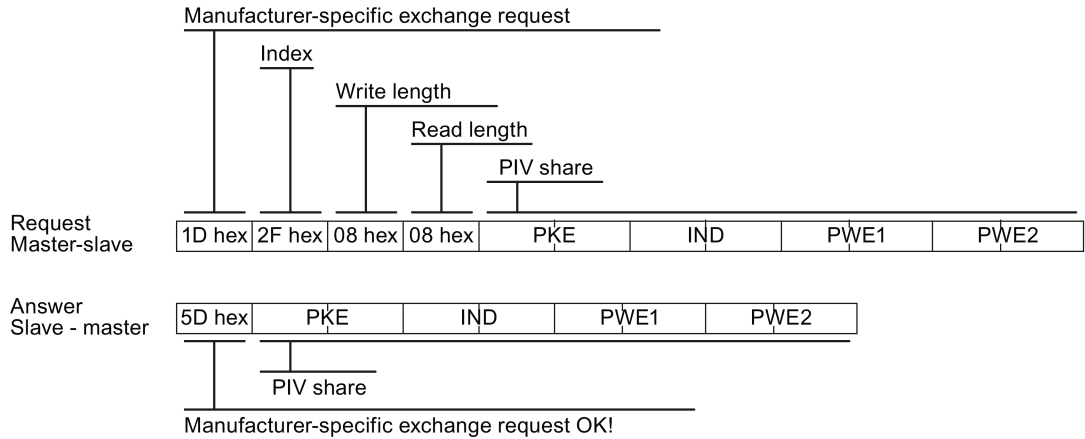 Manufacturer-specific exchange request
Index
Write length
Read length
PIV share
Request
Master-slave
1D hex 2F hex 08 hex 08 hex PKE IND PWE1 PWE2
Answer
Slave - master
5D hex PKE IND PWE1 PWE2
PIV share
Manufacturer-specific exchange request OK!